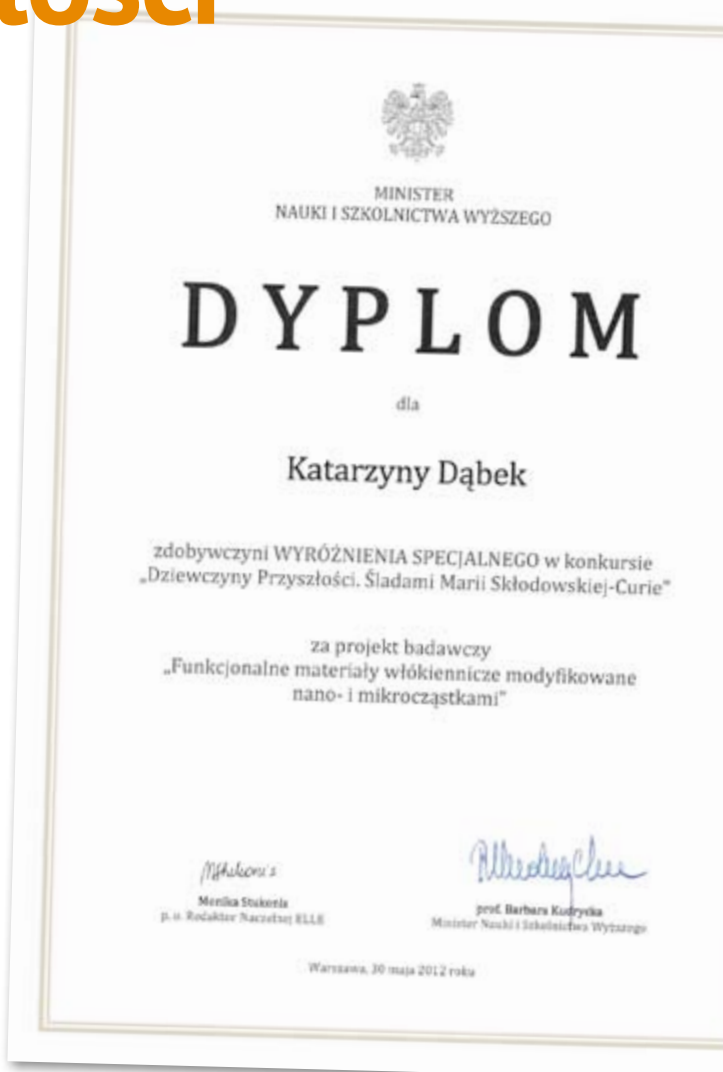 MINISTER
NAUKI I SZKOLNICTWA WYŻSZEGO
DYPLOM
dla
Katarzyny Dąbek
zdobywczyni WYRÓŻNIENIA SPECJALNEGO w konkursie
„Dziewczyny Przyszłości. Śladami Marii Skłodowskiej-Curie”
za projekt badawczy
„Funkcjonalne materiały włókiennicze modyfikowane
nano- i mikrocząstkami”
Monika Stukonis
p. o. Redaktor Naczelnej ELLE
prof. Barbara Kudrycka
Minister Nauki i Szkolnictwa Wyższego
Warszawa, 30 maja 2012 roku